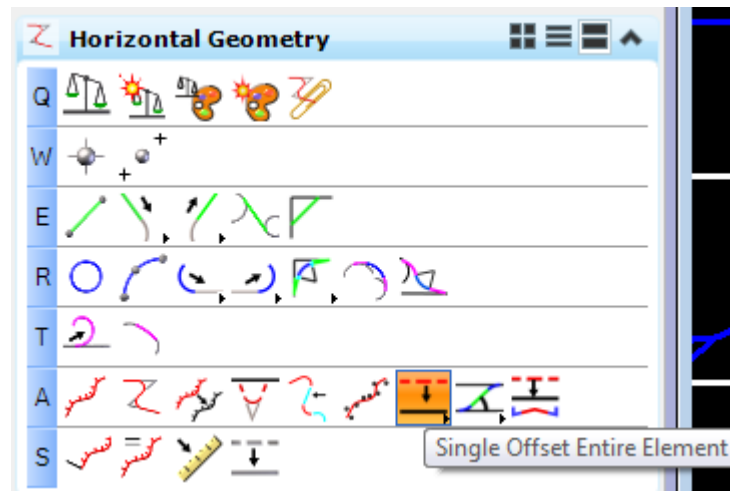 Horizontal Geometry
Q
W
E
R
T
A
Single Offset Entire Element
S